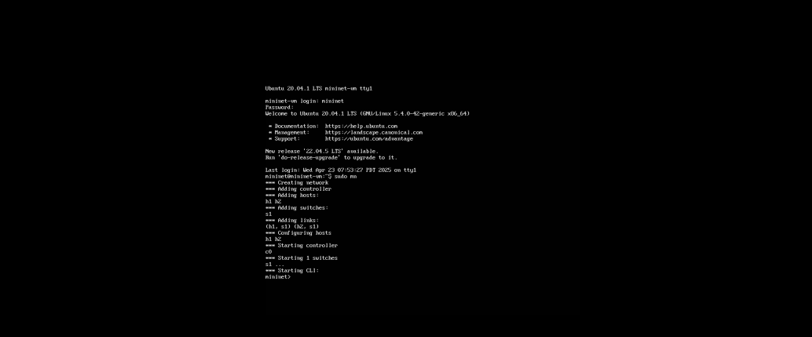 Ubuntu 20.04.1 LTS mininet-vm tty1
mininet-vm login: mininet
Password:
Welcome to Ubuntu 20.04.1 LTS (GNU/Linux 5.4.0-42-generic x86_64)
* Documentation: https://help.ubuntu.com
* Management: https://landscape.canonical.com
* Support: https://ubuntu.com/advantage
New release '22.04.5 LTS' available.
Run 'do-release-upgrade' to upgrade to it.
Last login: Wed Apr 23 07:53:27 PDT 2025 on tty1
mininet@mininet-vm:~$ sudo mn
*** Creating network
*** Adding controller
*** Adding hosts:
h1 h2
*** Adding switches:
s1
*** Adding links:
(h1, s1) (h2, s1)
*** Configuring hosts
h1 h2
*** Starting controller
c0
*** Starting 1 switches
s1 ...
*** Starting CLI:
mininet>